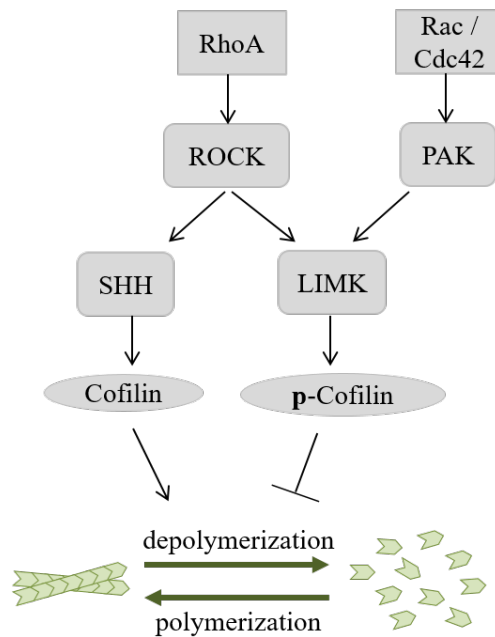 RhoA
Rac /
Cdc42
ROCK
PAK
SHH
LIMK
Cofilin
p-Cofilin
depolymerization
polymerization